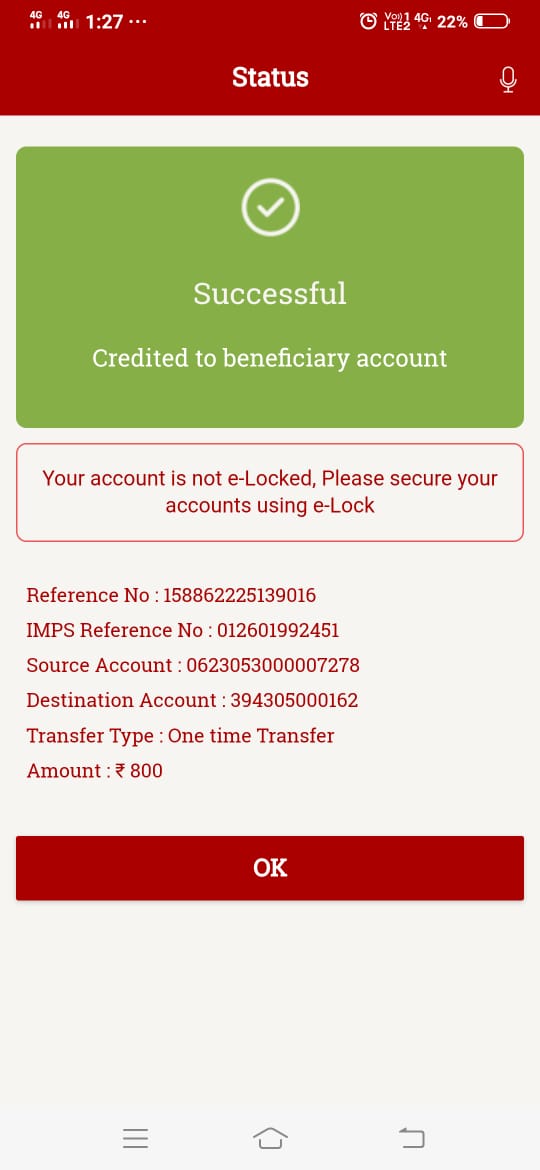 4G 4G 1:27 ··· Vo)) 1 4G 22%
LTE2
Status
Successful
Credited to beneficiary account
Your account is not e-Locked, Please secure your
accounts using e-Lock
Reference No : 158862225139016
IMPS Reference No : 012601992451
Source Account : 0623053000007278
Destination Account : 394305000162
Transfer Type : One time Transfer
Amount : ₹ 800
OK